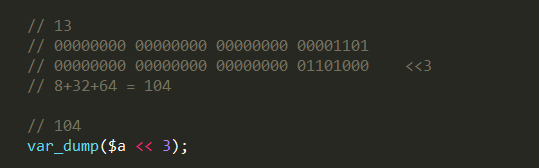 // 13
// 00000000 00000000 00000000 00001101
// 00000000 00000000 00000000 01101000    <<3
// 8+32+64 = 104

// 104
var_dump($a << 3);